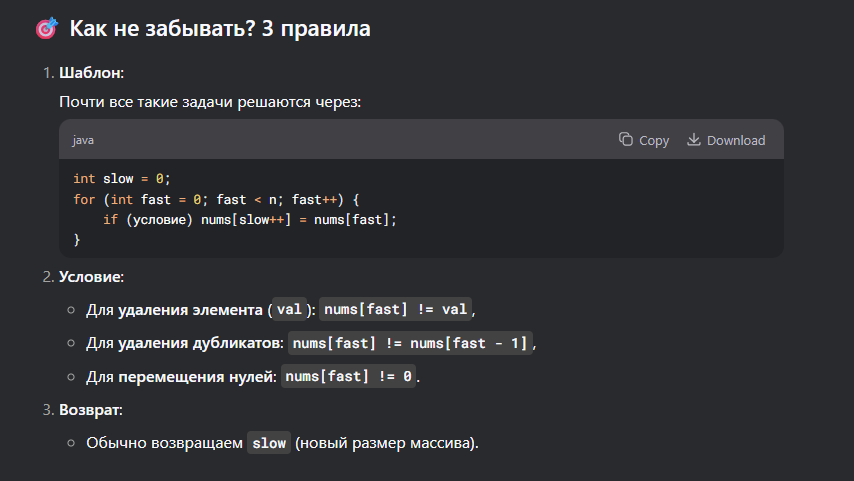 🎯 Как не забывать? 3 правила
1. Шаблон:
Почти все такие задачи решаются через:
java Copy Download
int slow = 0;
for (int fast = 0; fast < n; fast++) {
    if (условие) nums[slow++] = nums[fast];
}
2. Условие:
○ Для удаления элемента (val): nums[fast] != val,
○ Для удаления дубликатов: nums[fast] != nums[fast - 1],
○ Для перемещения нулей: nums[fast] != 0.
3. Возврат:
○ Обычно возвращаем slow (новый размер массива).